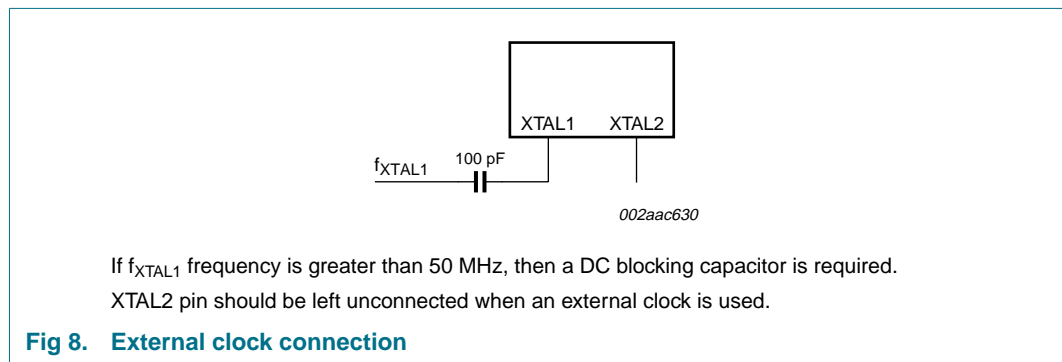 XTAL1 XTAL2
100 pF
fXTAL1
002aac630
If fXTAL1 frequency is greater than 50 MHz, then a DC blocking capacitor is required.
XTAL2 pin should be left unconnected when an external clock is used.
Fig 8. External clock connection